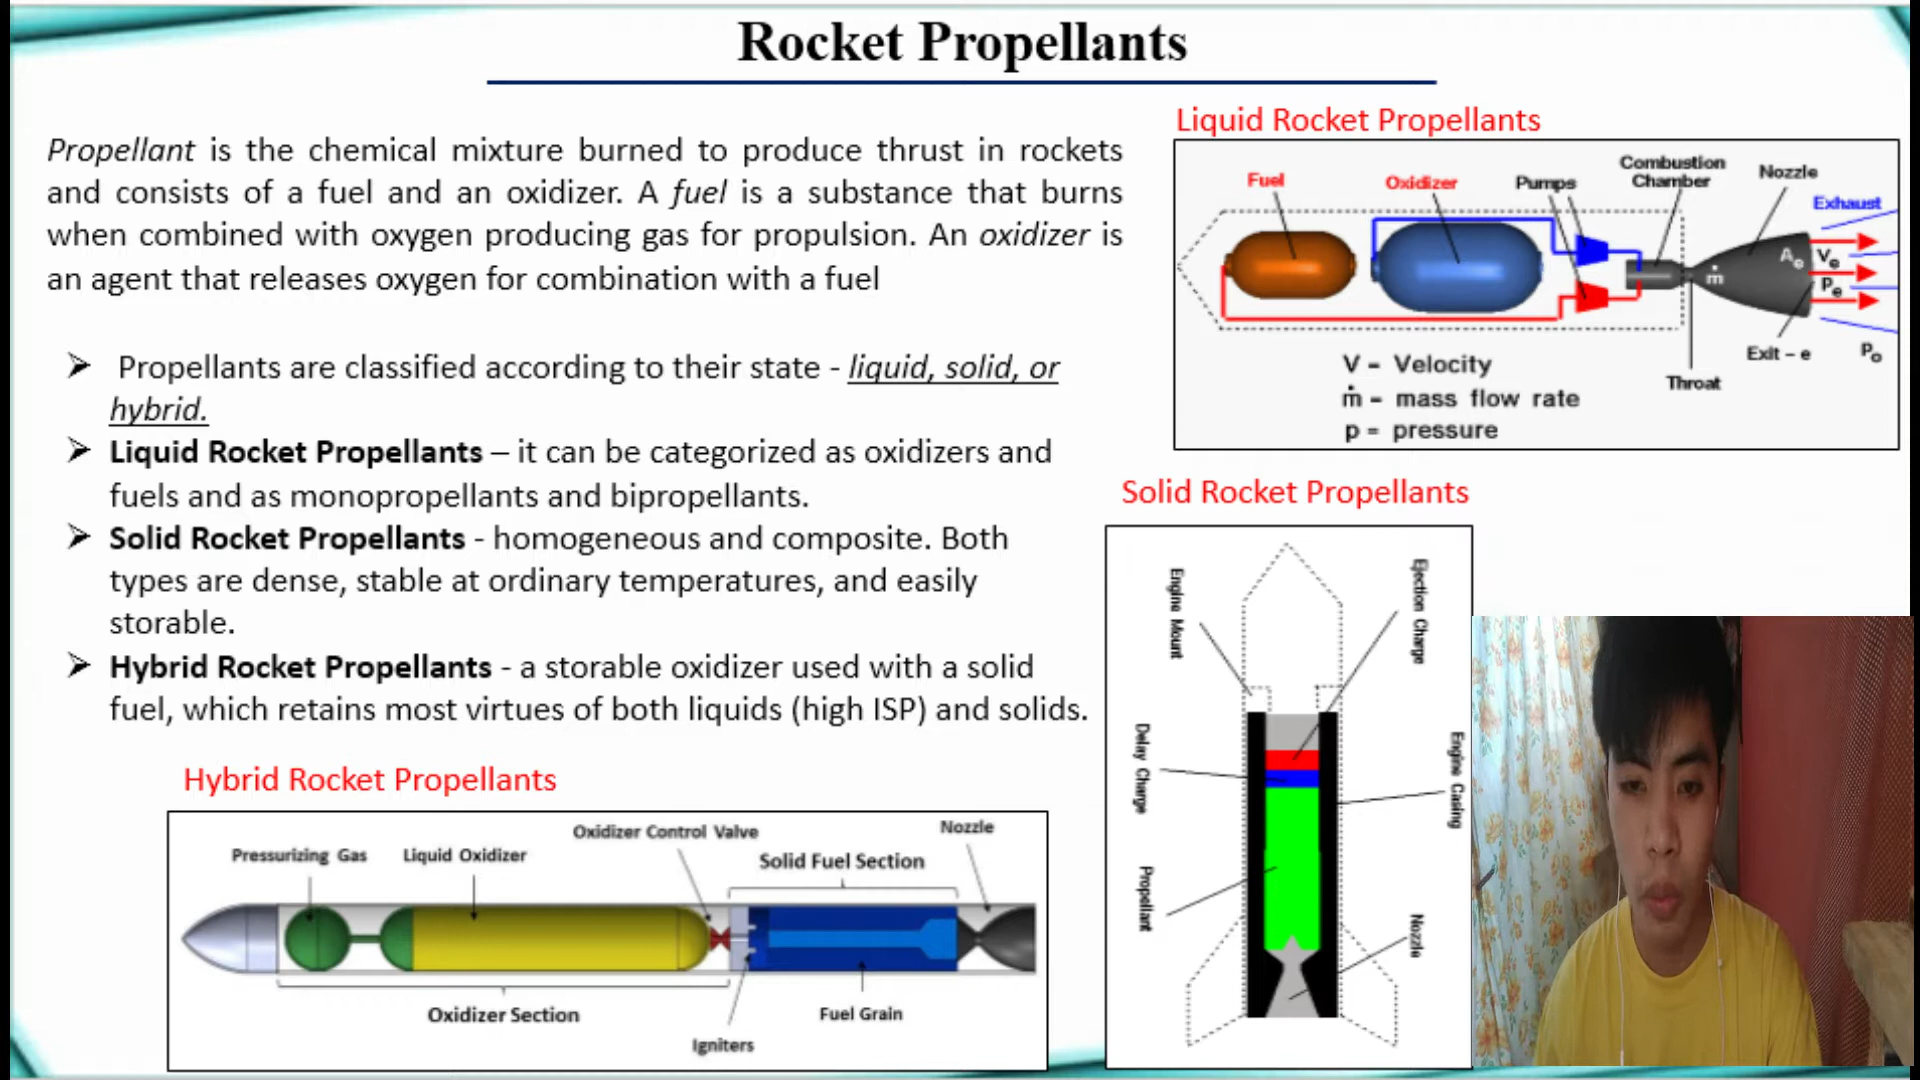 Rocket Propellants
Propellant is the chemical mixture burned to produce thrust in rockets
and consists of a fuel and an oxidizer. A fuel is a substance that burns
when combined with oxygen producing gas for propulsion. An oxidizer is
an agent that releases oxygen for combination with a fuel
➢ Propellants are classified according to their state - liquid, solid, or
hybrid.
➢ Liquid Rocket Propellants – it can be categorized as oxidizers and
fuels and as monopropellants and bipropellants.
➢ Solid Rocket Propellants - homogeneous and composite. Both
types are dense, stable at ordinary temperatures, and easily
storable.
➢ Hybrid Rocket Propellants - a storable oxidizer used with a solid
fuel, which retains most virtues of both liquids (high ISP) and solids.
Liquid Rocket Propellants
Fuel
Oxidizer
Pumps
Combustion
Chamber
Nozzle
Exhaust
ṁ
Ae
Ve
Pe
Po
Exit - e
Throat
V - Velocity
ṁ - mass flow rate
p = pressure
Solid Rocket Propellants
Engine Mount
Ejection Charge
Delay Charge
Engine Casing
Propellant
Nozzle
Hybrid Rocket Propellants
Pressurizing Gas
Liquid Oxidizer
Oxidizer Control Valve
Solid Fuel Section
Nozzle
Oxidizer Section
Igniters
Fuel Grain